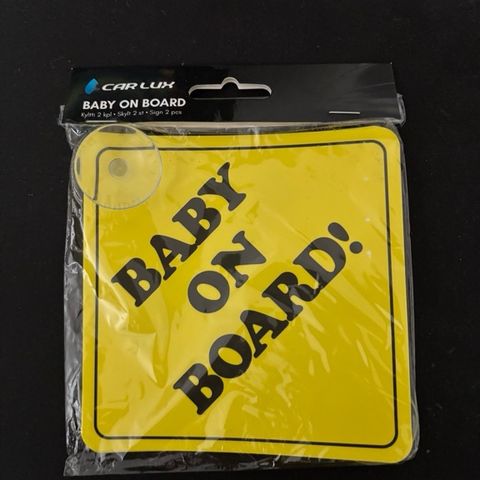 CAR LUX
BABY ON BOARD
Kyltti 2 kpl • Skylt 2 st • Sign 2 pcs
BABY
ON
BOARD!